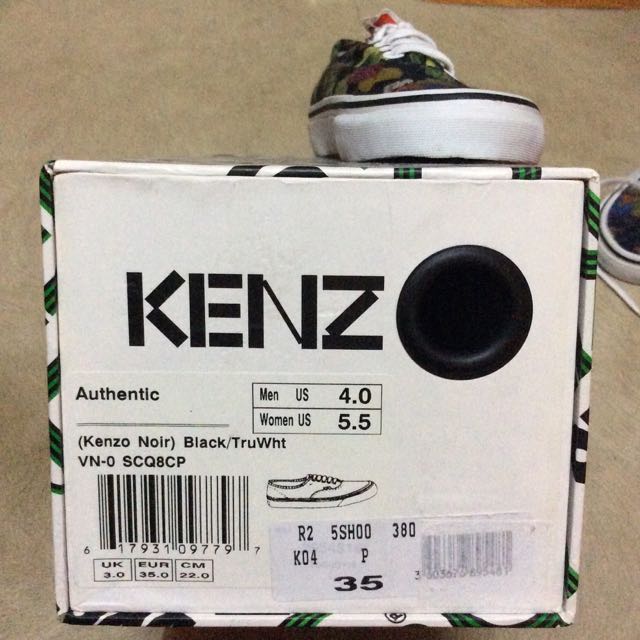 KENZO
Authentic
Men US 4.0
Women US 5.5
(Kenzo Noir) Black/TruWht
VN-0 SCQ8CP
6 17931 09779 7
UK EUR CM
3.0 35.0 22.0
R2 5SH00 380
K04 P
35